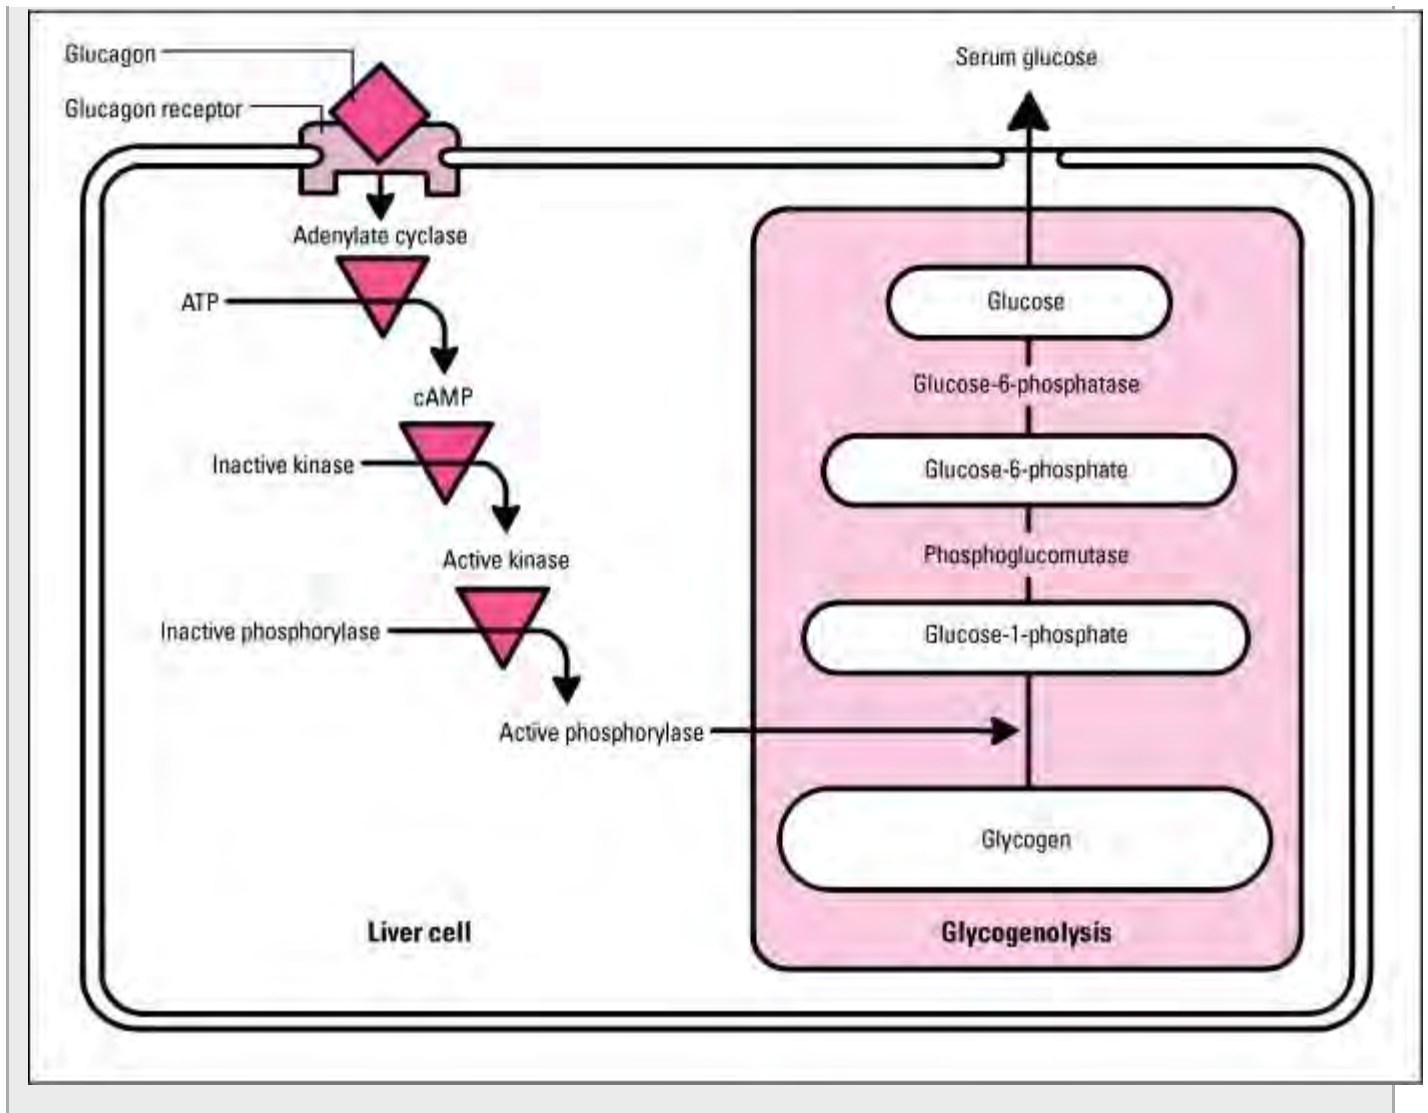 Glucagon
Glucagon receptor
Adenylate cyclase
ATP
cAMP
Inactive kinase
Active kinase
Inactive phosphorylase
Active phosphorylase
Liver cell
Serum glucose
Glucose
Glucose-6-phosphatase
Glucose-6-phosphate
Phosphoglucomutase
Glucose-1-phosphate
Glycogen
Glycogenolysis